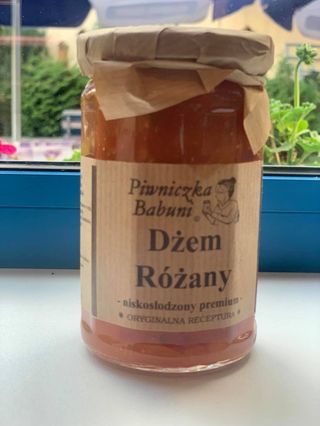 Piwniczka
Babuni
Dżem
Różany
- niskosłodzony premium -
* ORYGINALNA RECEPTURA *